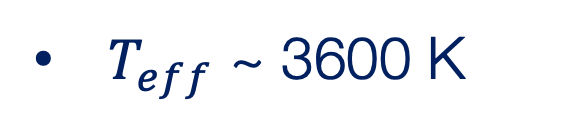 • T_eff ~ 3600 K